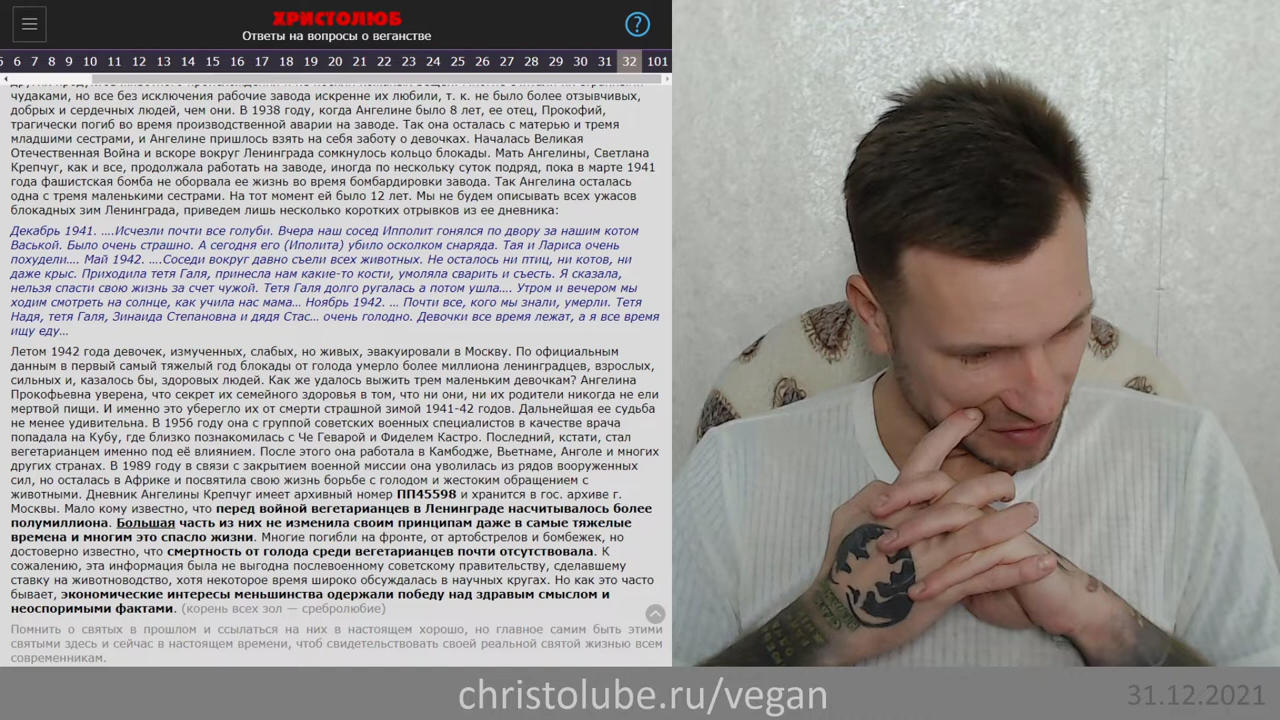 ХРИСТОЛЮБ
Ответы на вопросы о веганстве
6 7 8 9 10 11 12 13 14 15 16 17 18 19 20 21 22 23 24 25 26 27 28 29 30 31 32 101
чудаками, но все без исключения рабочие завода искренне их любили, т. к. не было более отзывчивых,
добрых и сердечных людей, чем они. В 1938 году, когда Ангелине было 8 лет, ее отец, Прокофий,
трагически погиб во время производственной аварии на заводе. Так она осталась с матерью и тремя
младшими сестрами, и Ангелине пришлось взять на себя заботу о девочках. Началась Великая
Отечественная Война и вскоре вокруг Ленинграда сомкнулось кольцо блокады. Мать Ангелины, Светлана
Крепчуг, как и все, продолжала работать на заводе, иногда по нескольку суток подряд, пока в марте 1941
года фашистская бомба не оборвала ее жизнь во время бомбардировки завода. Так Ангелина осталась
одна с тремя маленькими сестрами. На тот момент ей было 12 лет. Мы не будем описывать всех ужасов
блокадных зим Ленинграда, приведем лишь несколько коротких отрывков из ее дневника:
Декабрь 1941. ….Исчезли почти все голуби. Вчера наш сосед Ипполит гонялся по двору за нашим котом
Васькой. Было очень страшно. А сегодня его (Иполита) убило осколком снаряда. Тая и Лариса очень
похудели…. Май 1942. ….Соседи вокруг давно съели всех животных. Не осталось ни птиц, ни котов, ни
даже крыс. Приходила тетя Галя, принесла нам какие-то кости, умоляла сварить и съесть. Я сказала,
нельзя спасти свою жизнь за счет чужой. Тетя Галя долго ругалась а потом ушла…. Утром и вечером мы
ходим смотреть на солнце, как учила нас мама… Ноябрь 1942. … Почти все, кого мы знали, умерли. Тетя
Надя, тетя Галя, Зинаида Степановна и дядя Стас… очень голодно. Девочки все время лежат, а я все время
ищу еду…
Летом 1942 года девочек, измученных, слабых, но живых, эвакуировали в Москву. По официальным
данным в первый самый тяжелый год блокады от голода умерло более миллиона ленинградцев, взрослых,
сильных и, казалось бы, здоровых людей. Как же удалось выжить трем маленьким девочкам? Ангелина
Прокофьевна уверена, что секрет их семейного здоровья в том, что ни они, ни их родители никогда не ели
мертвой пищи. И именно это уберегло их от смерти страшной зимой 1941-42 годов. Дальнейшая ее судьба
не менее удивительна. В 1956 году она с группой советских военных специалистов в качестве врача
попадала на Кубу, где близко познакомилась с Че Геварой и Фиделем Кастро. Последний, кстати, стал
вегетарианцем именно под её влиянием. После этого она работала в Камбодже, Вьетнаме, Анголе и многих
других странах. В 1989 году в связи с закрытием военной миссии она уволилась из рядов вооруженных
сил, но осталась в Африке и посвятила свою жизнь борьбе с голодом и жестоким обращением с
животными. Дневник Ангелины Крепчуг имеет архивный номер ПП45598 и хранится в гос. архиве г.
Москвы. Мало кому известно, что перед войной вегетарианцев в Ленинграде насчитывалось более
полумиллиона. Большая часть из них не изменила своим принципам даже в самые тяжелые
времена и многим это спасло жизни. Многие погибли на фронте, от артобстрелов и бомбежек, но
достоверно известно, что смертность от голода среди вегетарианцев почти отсутствовала. К
сожалению, эта информация была не выгодна послевоенному советскому правительству, сделавшему
ставку на животноводство, хотя некоторое время широко обсуждалась в научных кругах. Но как это часто
бывает, экономические интересы меньшинства одержали победу над здравым смыслом и
неоспоримыми фактами. (корень всех зол — сребролюбие)
Помнить о святых в прошлом и ссылаться на них в настоящем хорошо, но главное самим быть этими
святыми здесь и сейчас в настоящем времени, чтоб свидетельствовать своей реальной святой жизнью всем
современникам.
christolube.ru/vegan
31.12.2021